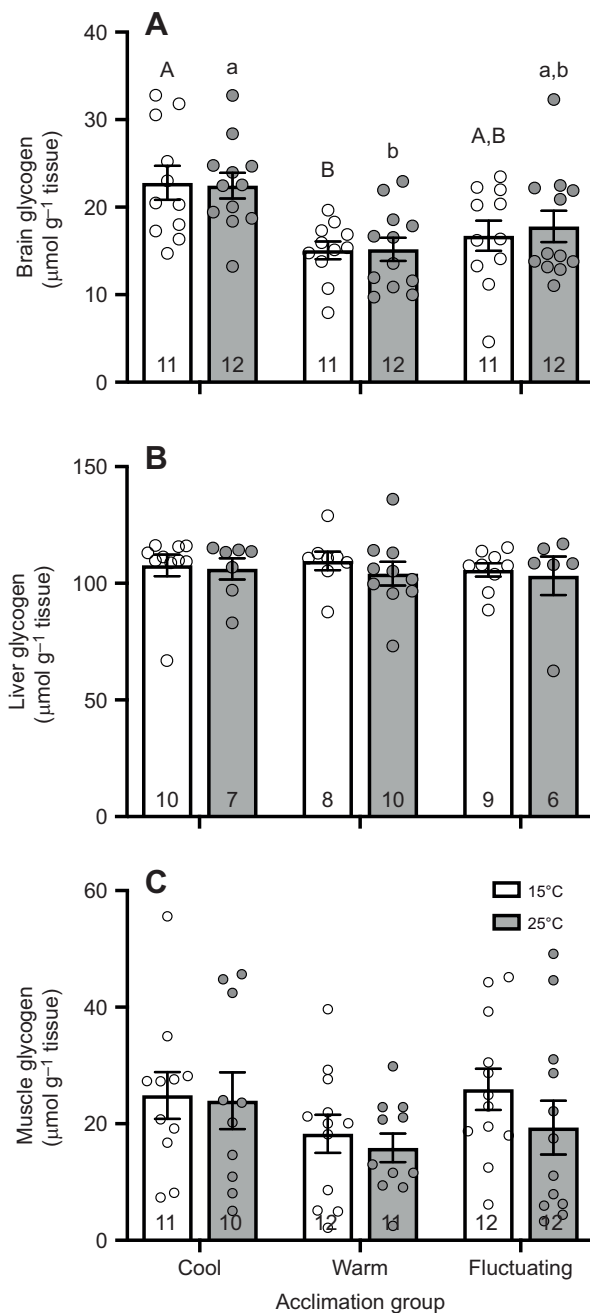 A
40
30
20
10
0
Brain glycogen
(μmol g⁻¹ tissue)
A a B b A,B a,b
11 12 11 12 11 12
B
150
100
50
0
Liver glycogen
(μmol g⁻¹ tissue)
10 7 8 10 9 6
C
60
40
20
0
Muscle glycogen
(μmol g⁻¹ tissue)
15°C
25°C
11 10 12 11 12 12
Cool Warm Fluctuating
Acclimation group